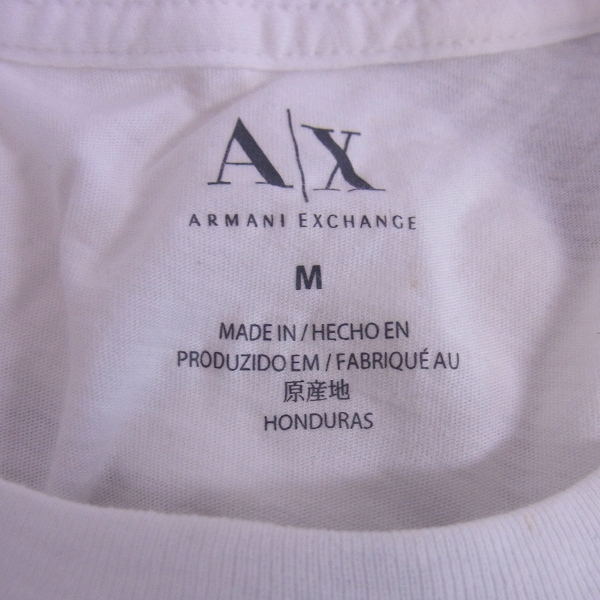 A|X
ARMANI EXCHANGE
M
MADE IN / HECHO EN
PRODUZIDO EM / FABRIQUÉ AU
原産地
HONDURAS